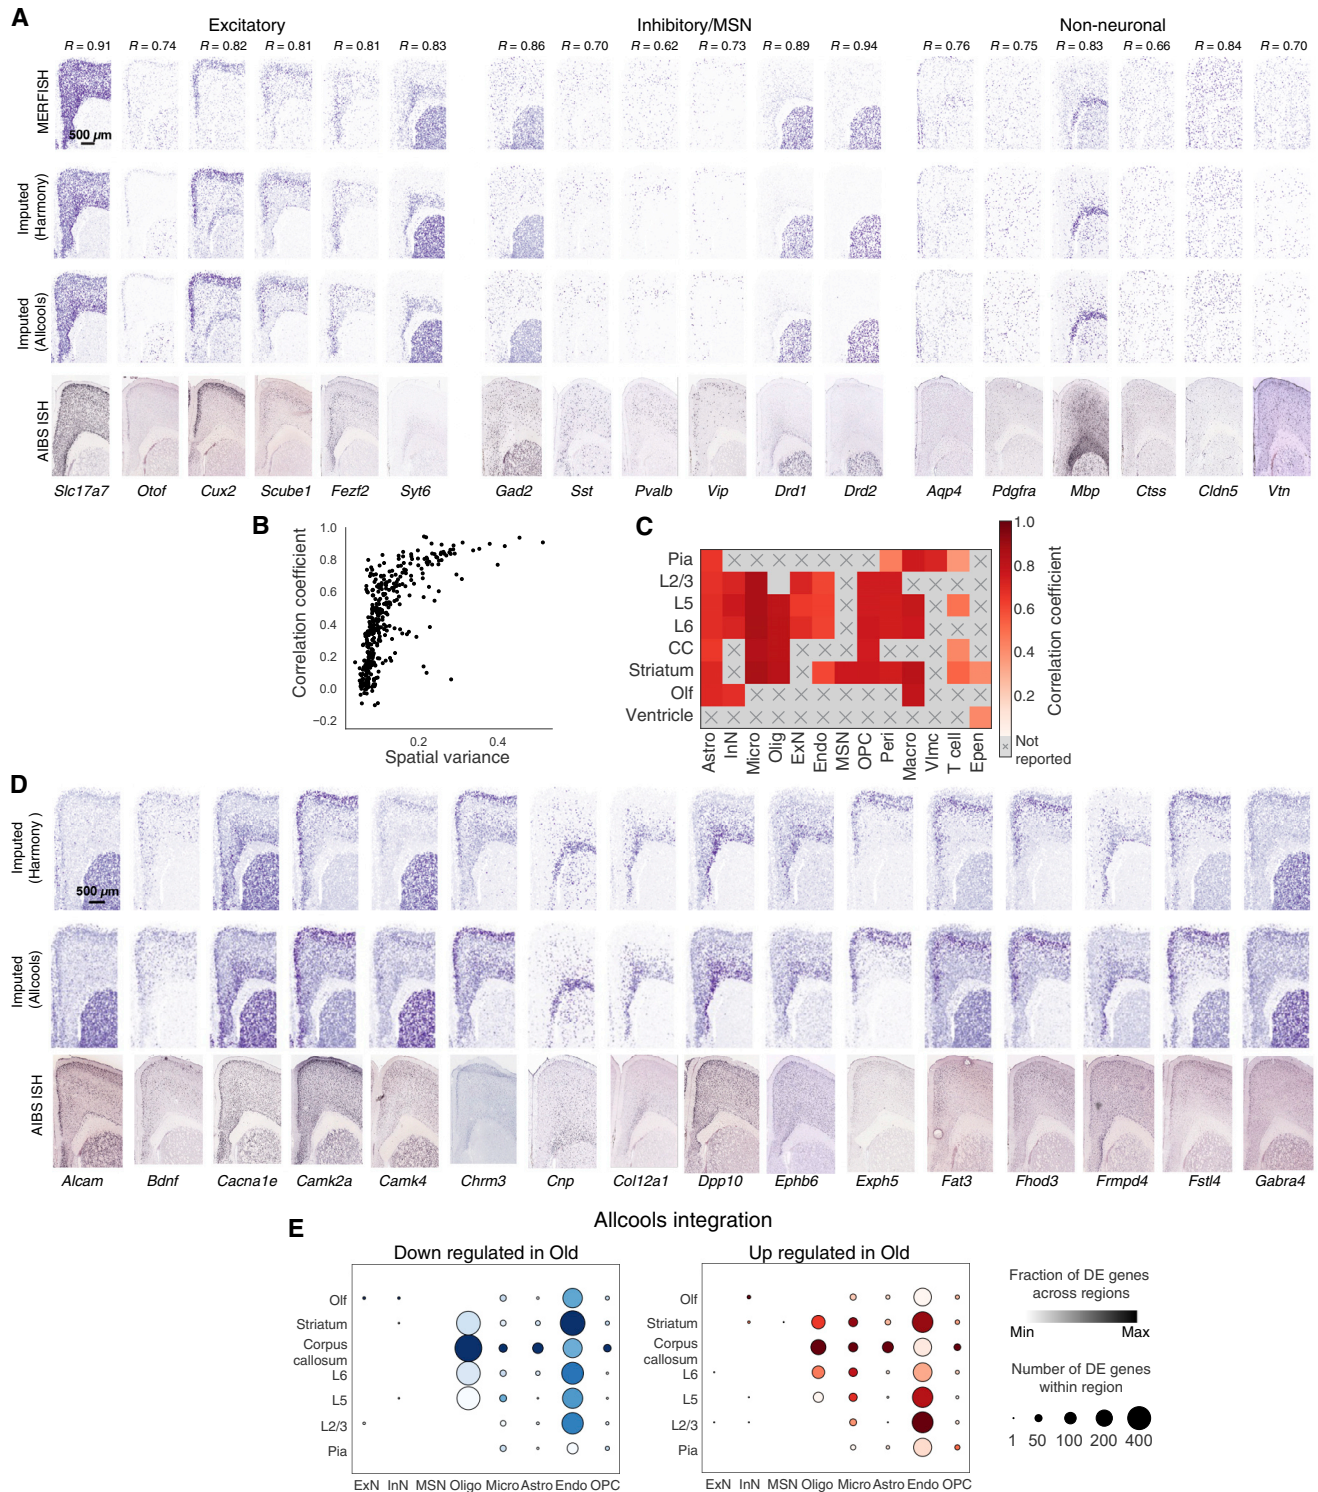 A
Excitatory
Inhibitory/MSN
Non-neuronal
R = 0.91 R = 0.74 R = 0.82 R = 0.81 R = 0.81 R = 0.83 R = 0.86 R = 0.70 R = 0.62 R = 0.73 R = 0.89 R = 0.94 R = 0.76 R = 0.75 R = 0.83 R = 0.66 R = 0.84 R = 0.70
MERFISH
500 µm
Imputed
(Harmony)
Imputed
(Allcools)
AIBS ISH
Slc17a7 Otof Cux2 Scube1 Fezf2 Syt6 Gad2 Sst Pvalb Vip Drd1 Drd2 Aqp4 Pdgfra Mbp Ctss Cldn5 Vtn
B
Correlation coefficient
1.0
0.8
0.6
0.4
0.2
0.0
−0.2
0.2 0.4
Spatial variance
C
Pia
L2/3
L5
L6
CC
Striatum
Olf
Ventricle
Astro InN Micro Olig ExN Endo MSN OPC Peri Macro Vlmc T cell Epen
1.0
0.8
0.6
0.4
0.2
Not
reported
Correlation coefficient
D
Imputed
(Harmony )
500 µm
Imputed
(Allcools)
AIBS ISH
Alcam Bdnf Cacna1e Camk2a Camk4 Chrm3 Cnp Col12a1 Dpp10 Ephb6 Exph5 Fat3 Fhod3 Frmpd4 Fstl4 Gabra4
E
Allcools integration
Down regulated in Old
Olf
Striatum
Corpus
callosum
L6
L5
L2/3
Pia
ExN InN MSN Oligo Micro Astro Endo OPC
Up regulated in Old
Olf
Striatum
Corpus
callosum
L6
L5
L2/3
Pia
ExN InN MSN Oligo Micro Astro Endo OPC
Fraction of DE genes
across regions
Min Max
Number of DE genes
within region
1 50 100 200 400